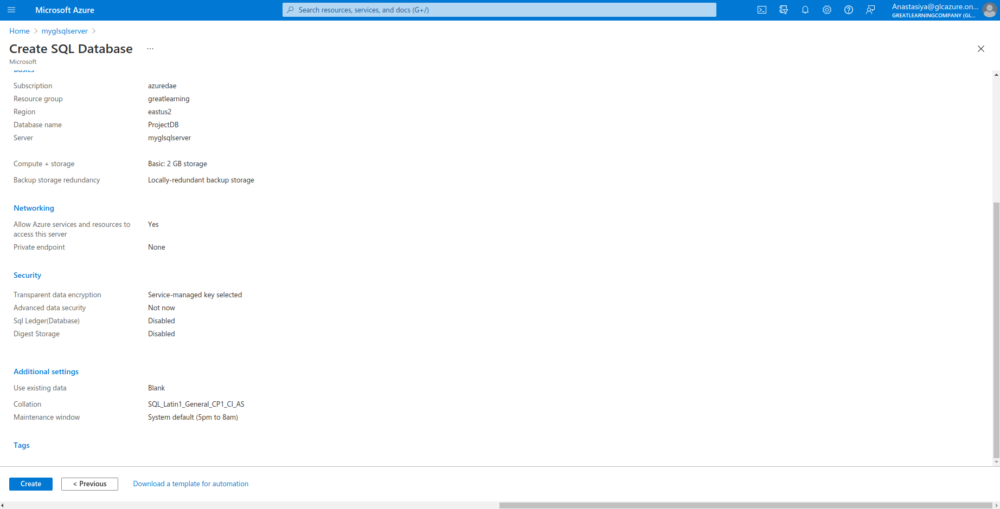 Microsoft Azure
Search resources, services, and docs (G+/)
Anastasiya@glcazure.on...
GREATLEARNINGCOMPANY (GL...
Home > myglsqlserver >
Create SQL Database ...
Microsoft
Basics
Subscription azuredae
Resource group greatlearning
Region eastus2
Database name ProjectDB
Server myglsqlserver
Compute + storage Basic: 2 GB storage
Backup storage redundancy Locally-redundant backup storage
Networking
Allow Azure services and resources to Yes
access this server
Private endpoint None
Security
Transparent data encryption Service-managed key selected
Advanced data security Not now
Sql Ledger(Database) Disabled
Digest Storage Disabled
Additional settings
Use existing data Blank
Collation SQL_Latin1_General_CP1_CI_AS
Maintenance window System default (5pm to 8am)
Tags
Create < Previous Download a template for automation